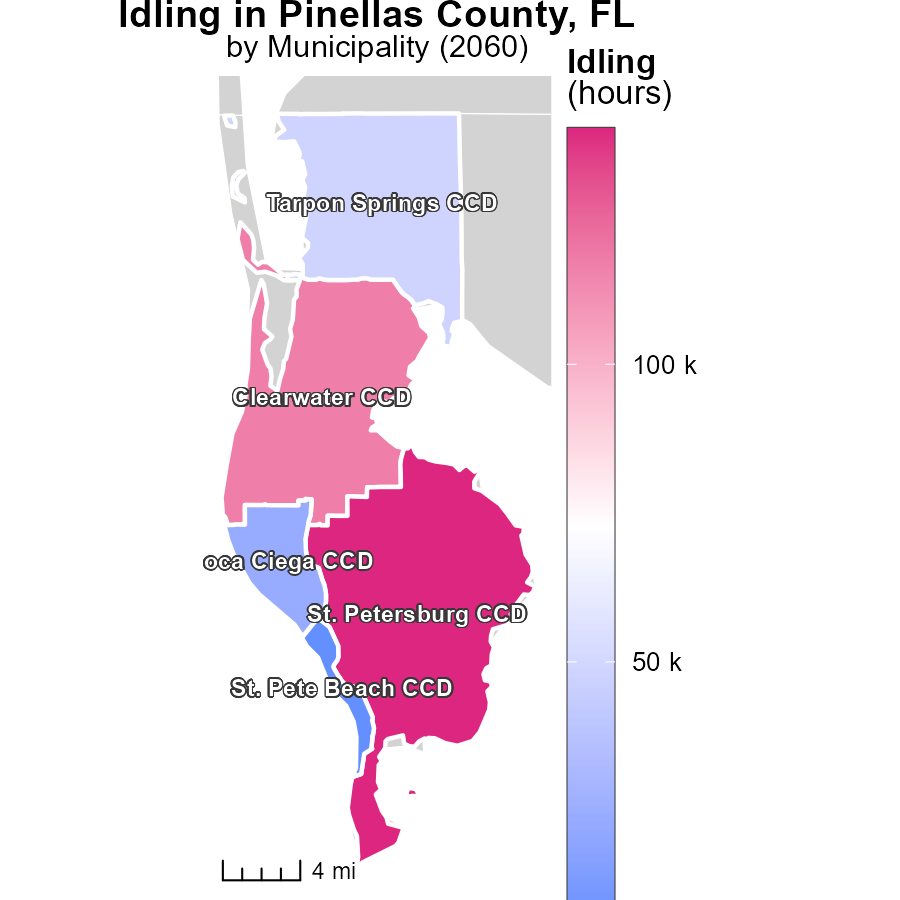 Idling in Pinellas County, FL
by Municipality (2060)
Idling
(hours)
Tarpon Springs CCD
100 k
Clearwater CCD
oca Ciega CCD
St. Petersburg CCD
50 k
St. Pete Beach CCD
4 mi